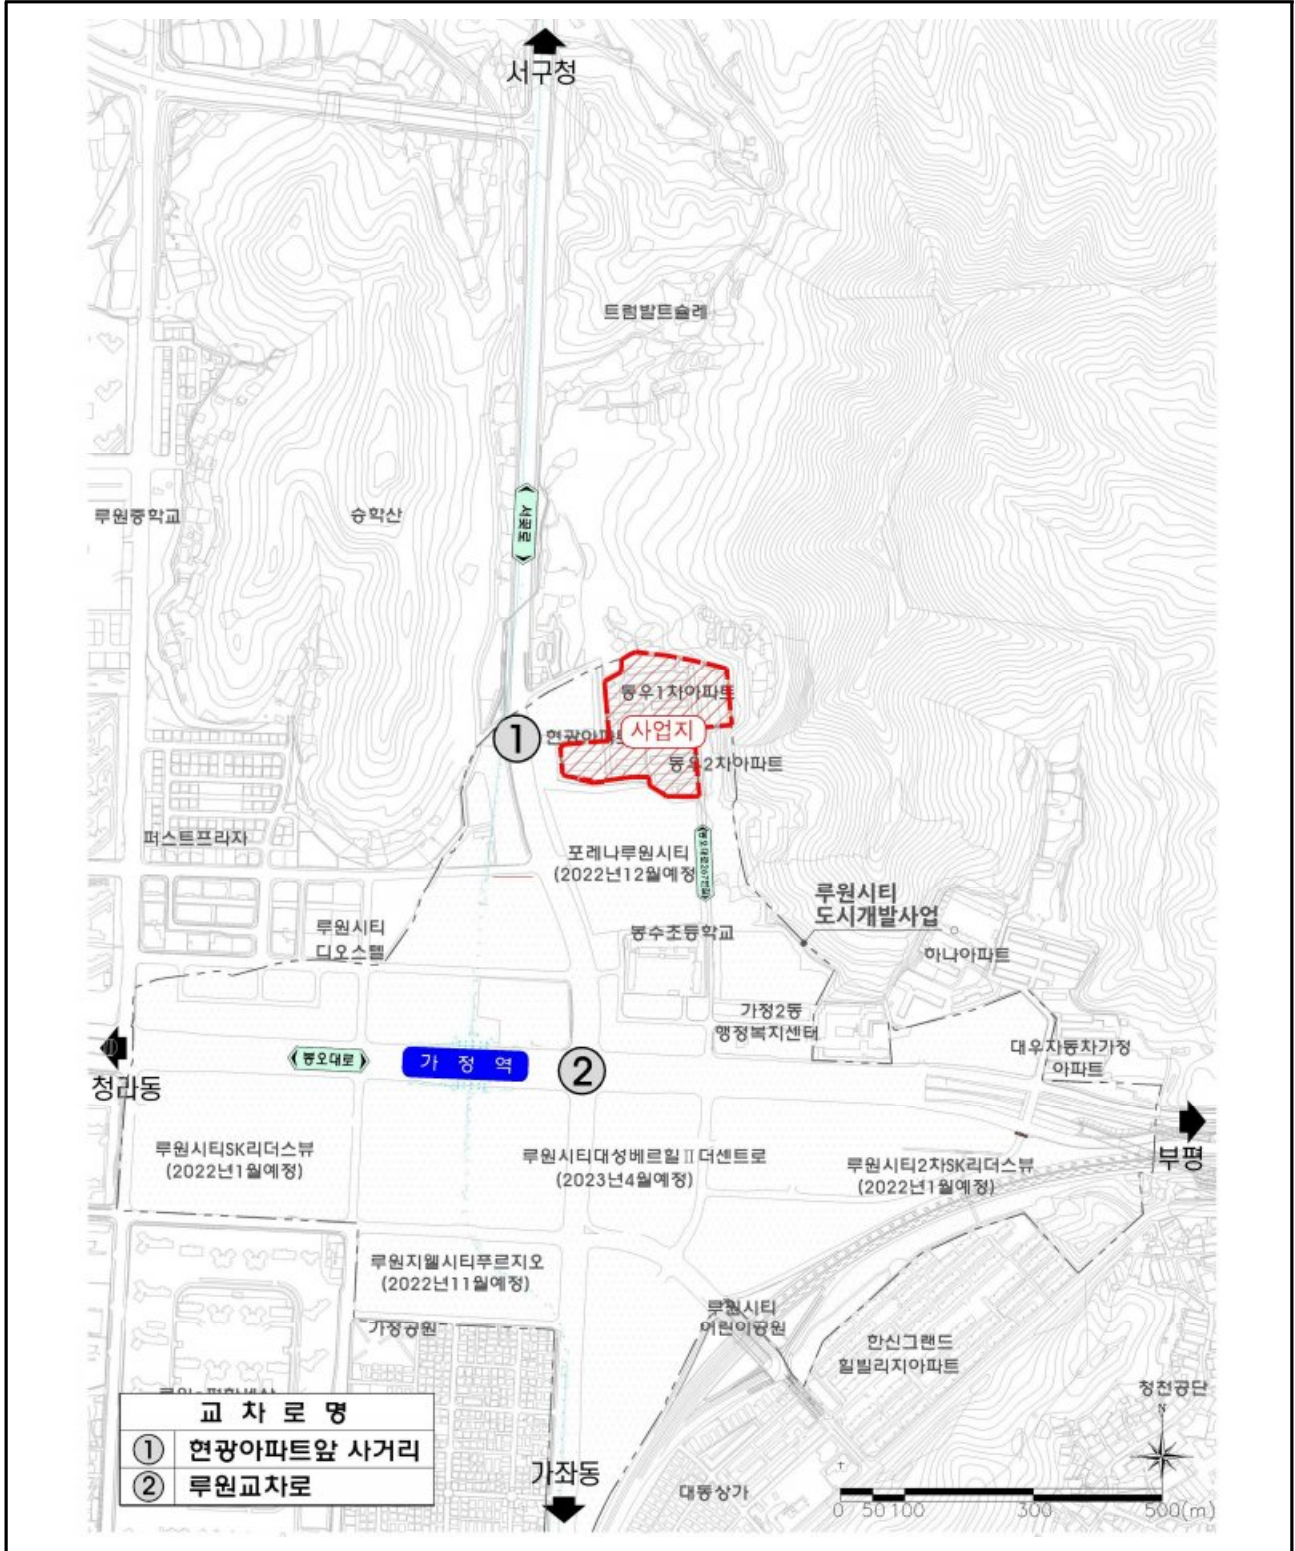 서구청
트럼발트슐레
루원중학교
승학산
서곶로
동우1차아파트
현광아파트
사업지
동우2차아파트
퍼스트프라자
포레나루원시티
(2022년12월예정
루원시티
도시개발사업
루원시티
디오스텔
봉수초등학교
하나아파트
가정2동
행정복지센터
대우자동차가정
아파트
봉오대로
가 정 역
2
1
청라동
부평
루원시티SK리더스뷰
(2022년1월예정)
루원시티대성베르힐Ⅱ더센트로
(2023년4월예정)
루원시티2차SK리더스뷰
(2022년1월예정)
루원지웰시티푸르지오
(2022년11월예정)
가정공원
루원시티
어린이공원
한신그랜드
힐빌리지아파트
청천공단
N
교 차 로 명
1 현광아파트앞 사거리
2 루원교차로
가좌동
대동상가
0 50 100 300 500(m)